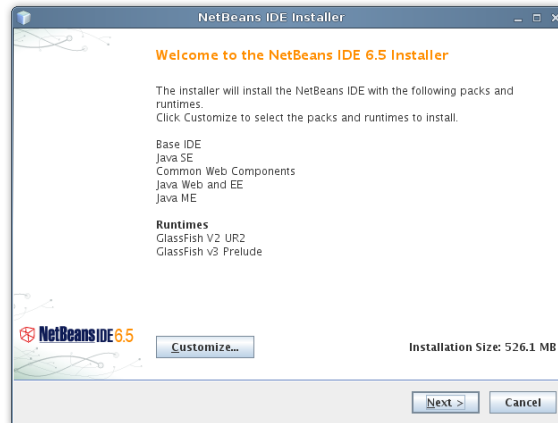 NetBeans IDE Installer
Welcome to the NetBeans IDE 6.5 Installer
The installer will install the NetBeans IDE with the following packs and
runtimes.
Click Customize to select the packs and runtimes to install.
Base IDE
Java SE
Common Web Components
Java Web and EE
Java ME
Runtimes
GlassFish V2 UR2
GlassFish v3 Prelude
NetBeans IDE 6.5
Customize...
Installation Size: 526.1 MB
Next >
Cancel